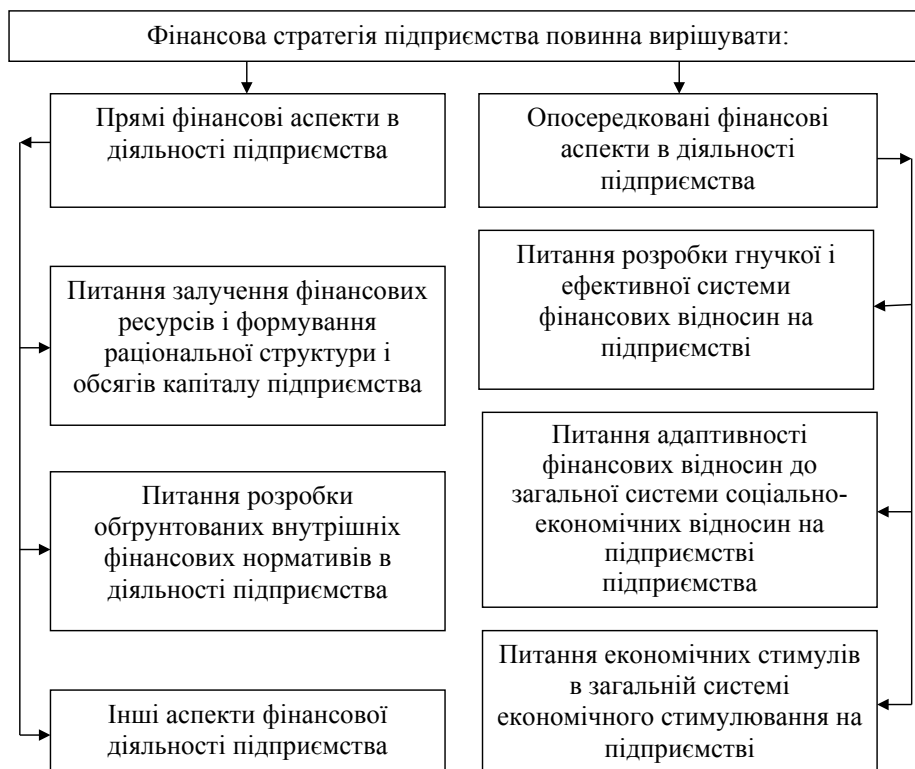 Фінансова стратегія підприємства повинна вирішувати:
Прямі фінансові аспекти в
діяльності підприємства
Питання залучення фінансових
ресурсів і формування
раціональної структури і
обсягів капіталу підприємства
Питання розробки
обґрунтованих внутрішніх
фінансових нормативів в
діяльності підприємства
Інші аспекти фінансової
діяльності підприємства
Опосередковані фінансові
аспекти в діяльності
підприємства
Питання розробки гнучкої і
ефективної системи
фінансових відносин на
підприємстві
Питання адаптивності
фінансових відносин до
загальної системи соціально-
економічних відносин на
підприємстві
підприємства
Питання економічних стимулів
в загальній системі
економічного стимулювання на
підприємстві